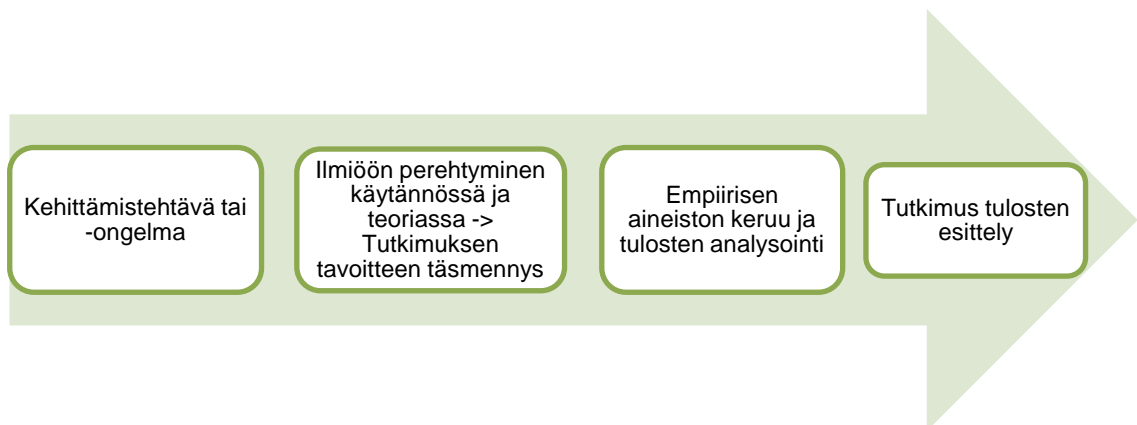 Kehittämistehtävä tai
-ongelma
Ilmiöön perehtyminen
käytännössä ja
teoriassa ->
Tutkimuksen
tavoitteen täsmennys
Empiirisen
aineiston keruu ja
tulosten analysointi
Tutkimus tulosten
esittely